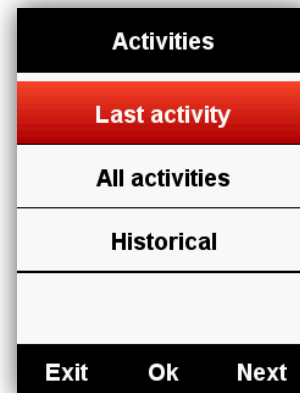 Activities
Last activity
All activities
Historical
Exit Ok Next